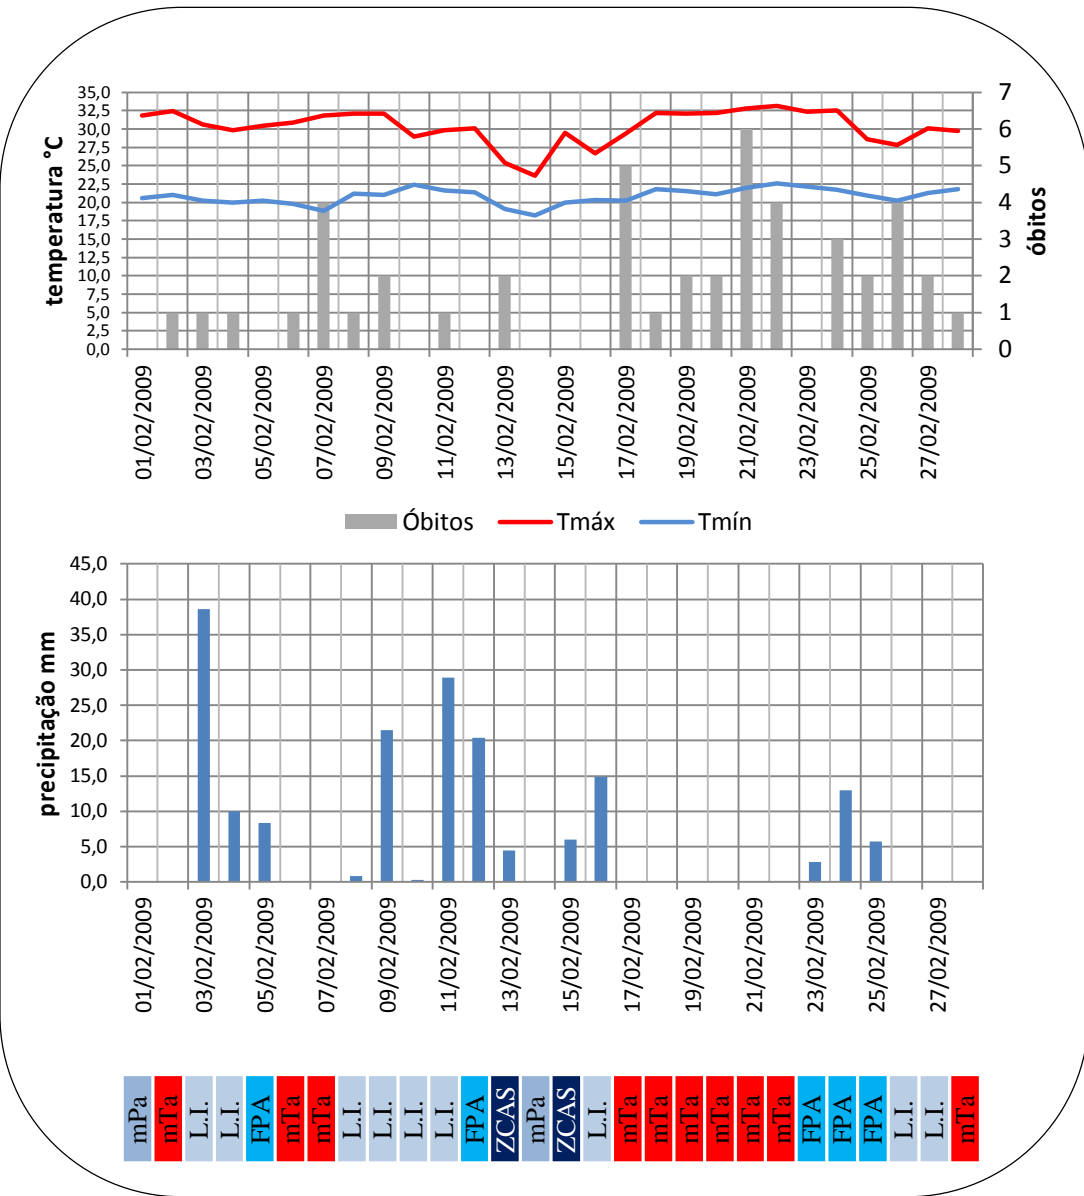 temperatura °C
35,0
32,5
30,0
27,5
25,0
22,5
20,0
17,5
15,0
12,5
10,0
7,5
5,0
2,5
0,0
7
6
5
4
3
2
1
0
óbitos
01/02/2009
03/02/2009
05/02/2009
07/02/2009
09/02/2009
11/02/2009
13/02/2009
15/02/2009
17/02/2009
19/02/2009
21/02/2009
23/02/2009
25/02/2009
27/02/2009
Óbitos Tmáx Tmín
precipitação mm
45,0
40,0
35,0
30,0
25,0
20,0
15,0
10,0
5,0
0,0
01/02/2009
03/02/2009
05/02/2009
07/02/2009
09/02/2009
11/02/2009
13/02/2009
15/02/2009
17/02/2009
19/02/2009
21/02/2009
23/02/2009
25/02/2009
27/02/2009
mPa
mTa
L.I.
L.I.
FPA
mTa
mTa
L.I.
L.I.
L.I.
L.I.
FPA
ZCAS
mPa
ZCAS
L.I.
mTa
mTa
mTa
mTa
mTa
mTa
FPA
FPA
FPA
L.I.
L.I.
mTa